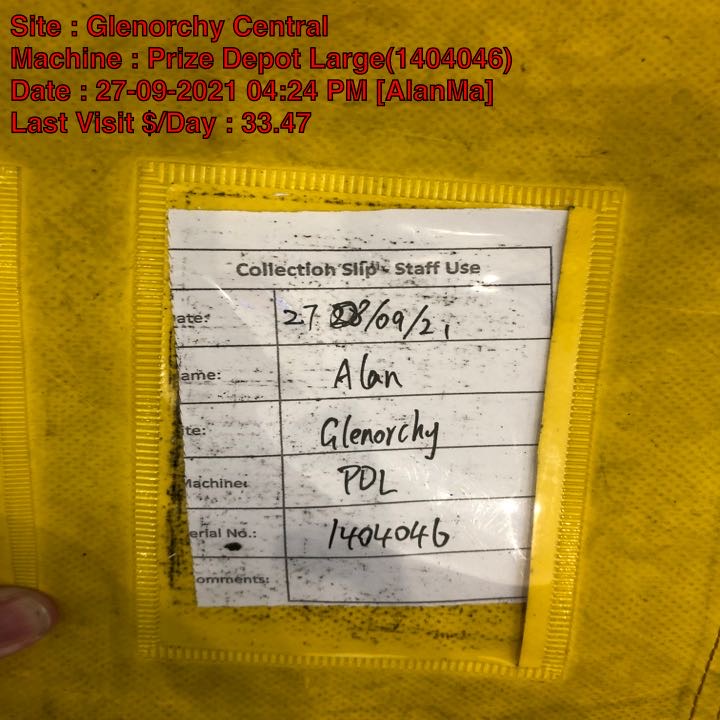 Site : Glenorchy Central
Machine : Prize Depot Large(1404046)
Date : 27-09-2021 04:24 PM [AlanMa]
Last Visit $/Day : 33.47
Collection Slip - Staff Use
ate: 27 /09/21
ame: Alan
ite: Glenorchy
Machine: PDL
erial No.: 1404046
omments: